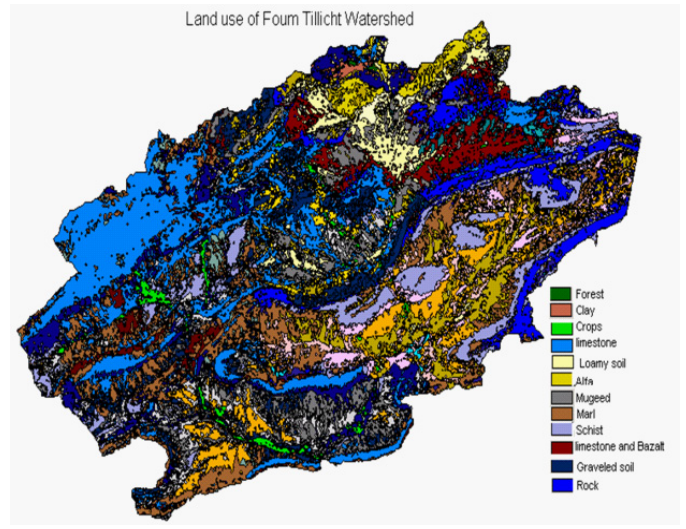 Land use of Foum Tillicht Watershed
Forest
Clay
Crops
limestone
Loamy soil
Alfa
Mugeed
Marl
Schist
limestone and Bazalt
Graveled soil
Rock